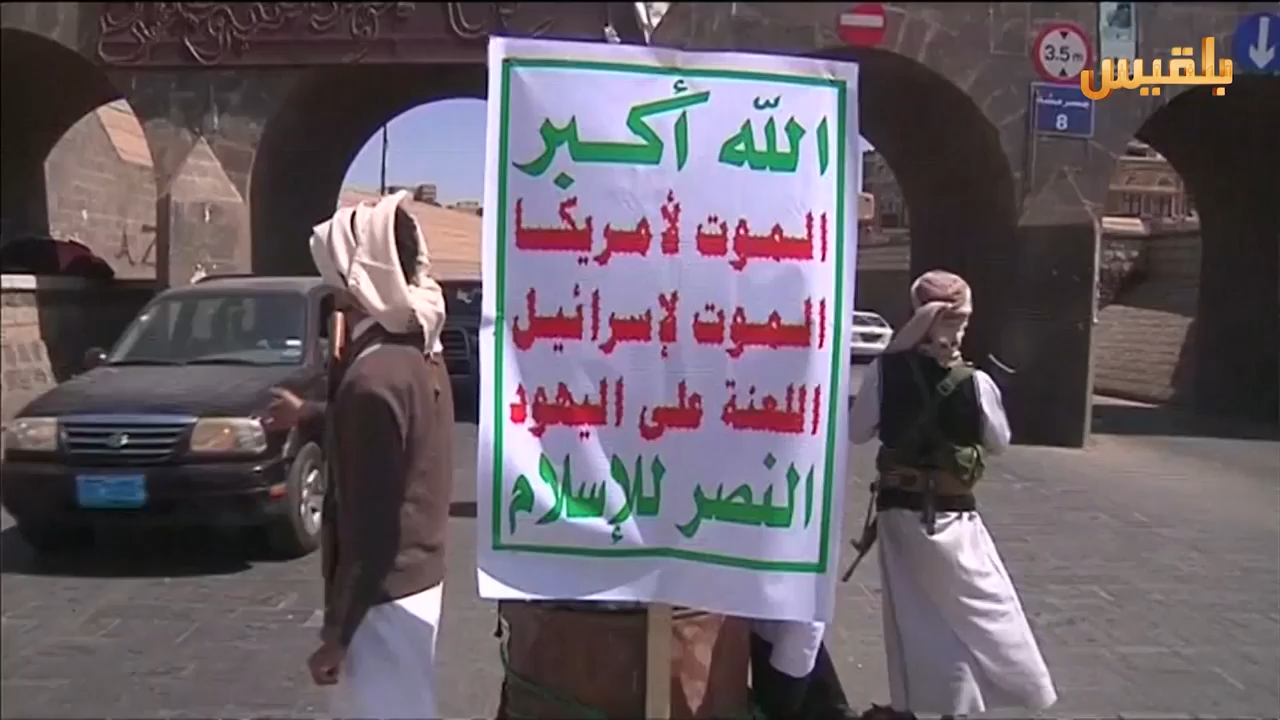 بلقيس
3.5m
8
الله أكبر
الموت لأمريكا
الموت لإسرائيل
اللعنة على اليهود
النصر للإسلام